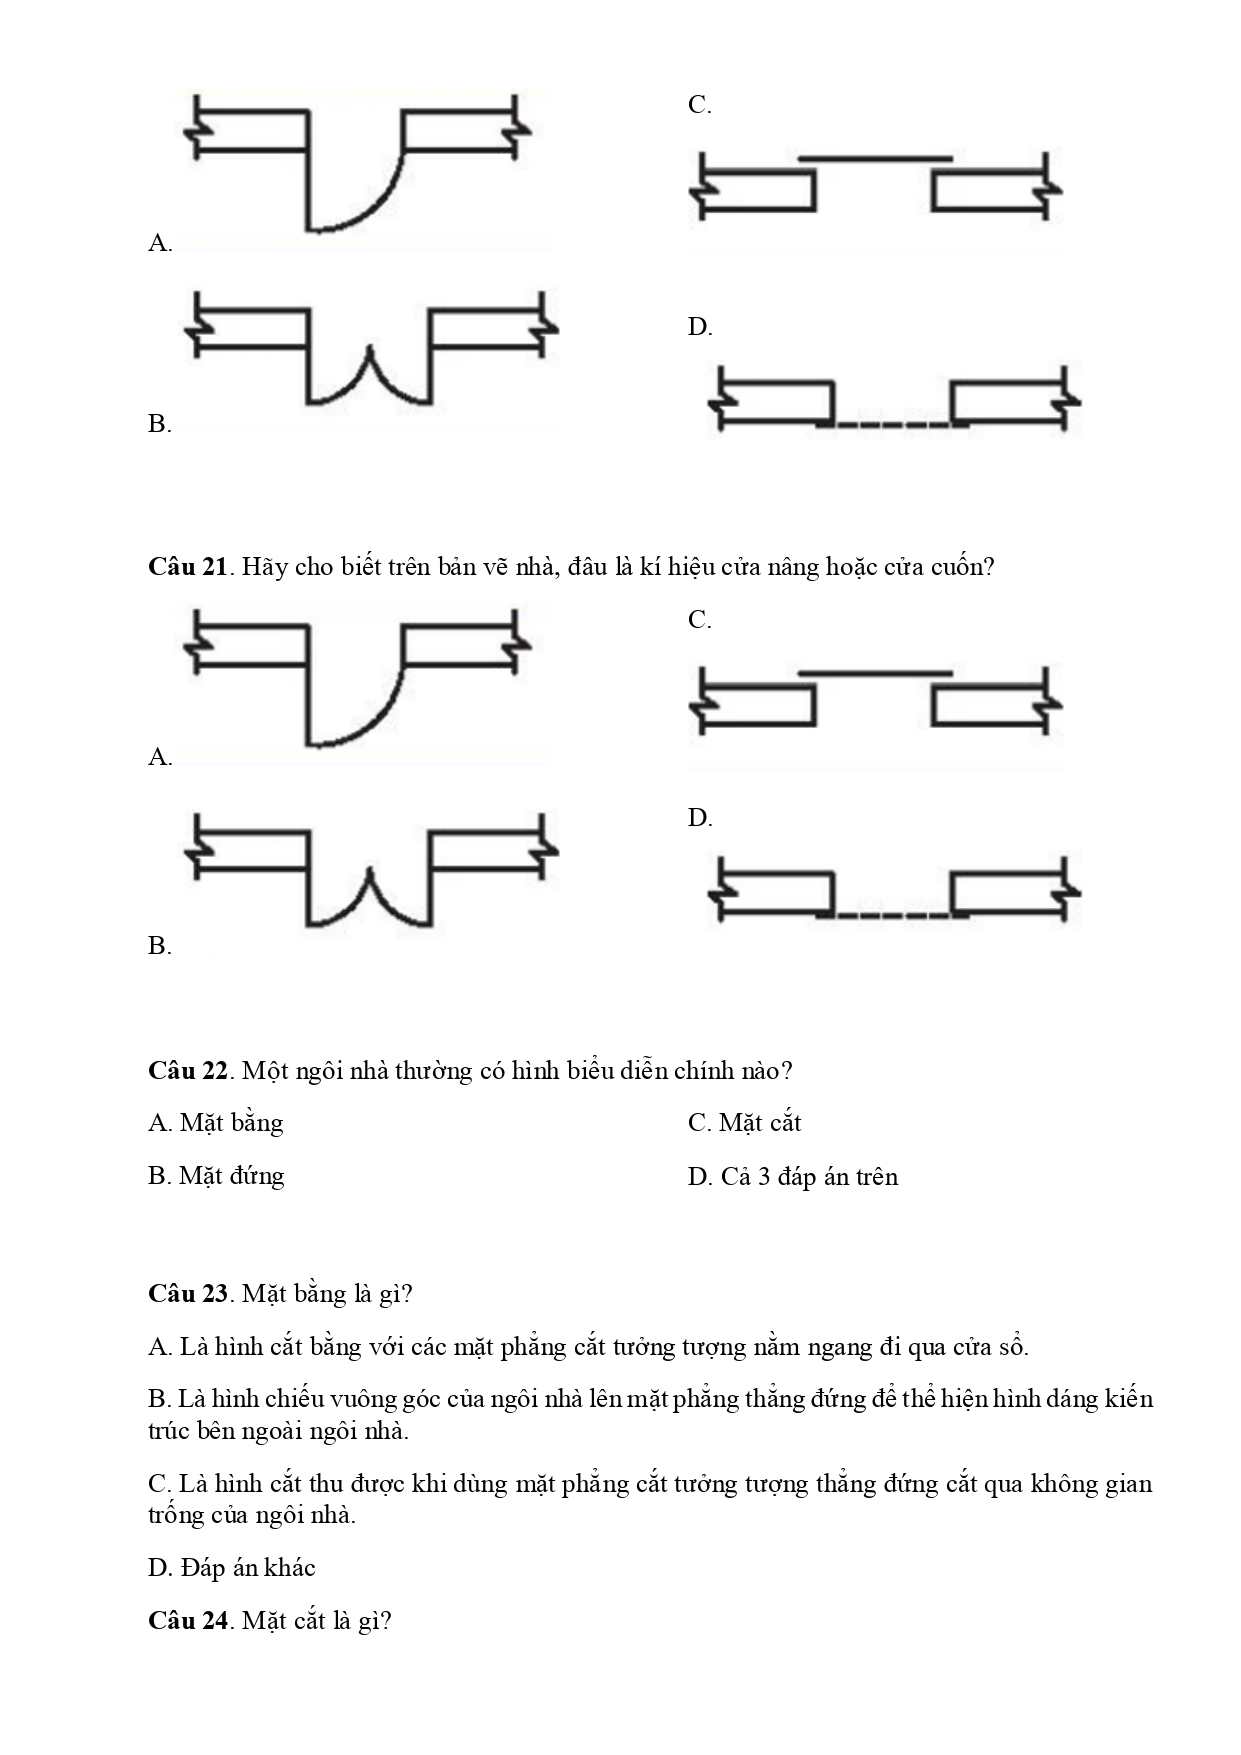 A.
C.
B.
D.
Câu 21. Hãy cho biết trên bản vẽ nhà, đâu là kí hiệu cửa nâng hoặc cửa cuốn?
A.
C.
B.
D.
Câu 22. Một ngôi nhà thường có hình biểu diễn chính nào?
A. Mặt bằng
C. Mặt cắt
B. Mặt đứng
D. Cả 3 đáp án trên
Câu 23. Mặt bằng là gì?
A. Là hình cắt bằng với các mặt phẳng cắt tưởng tượng nằm ngang đi qua cửa sổ.
B. Là hình chiếu vuông góc của ngôi nhà lên mặt phẳng thẳng đứng để thể hiện hình dáng kiến
trúc bên ngoài ngôi nhà.
C. Là hình cắt thu được khi dùng mặt phẳng cắt tưởng tượng thẳng đứng cắt qua không gian
trống của ngôi nhà.
D. Đáp án khác
Câu 24. Mặt cắt là gì?